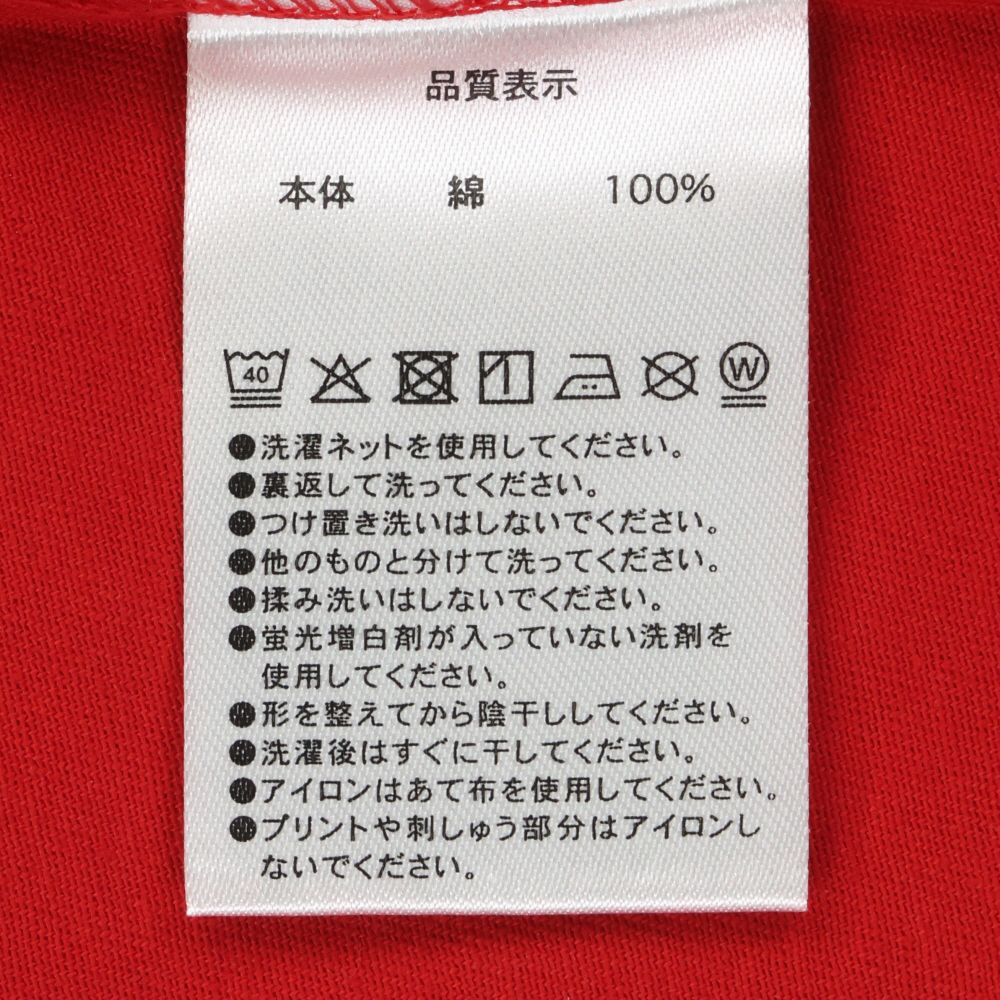 品質表示
本体 綿 100%
40 W
●洗濯ネットを使用してください。
●裏返して洗ってください。
●つけ置き洗いはしないでください。
●他のものと分けて洗ってください。
●揉み洗いはしないでください。
●蛍光増白剤が入っていない洗剤を
使用してください。
●形を整えてから陰干ししてください。
●洗濯後はすぐに干してください。
●アイロンはあて布を使用してください。
●プリントや刺しゅう部分はアイロンし
ないでください。